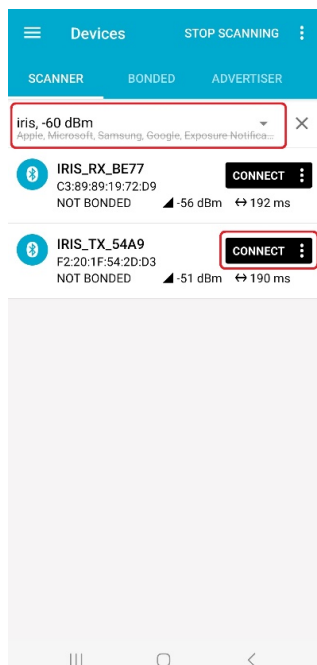 Devices STOP SCANNING
SCANNER BONDED ADVERTISER
iris, -60 dBm
Apple, Microsoft, Samsung, Google, Exposure Notifica...
IRIS_RX_BE77
C3:89:89:19:72:D9
CONNECT
NOT BONDED -56 dBm 192 ms
IRIS_TX_54A9
F2:20:1F:54:2D:D3
CONNECT
NOT BONDED -51 dBm 190 ms